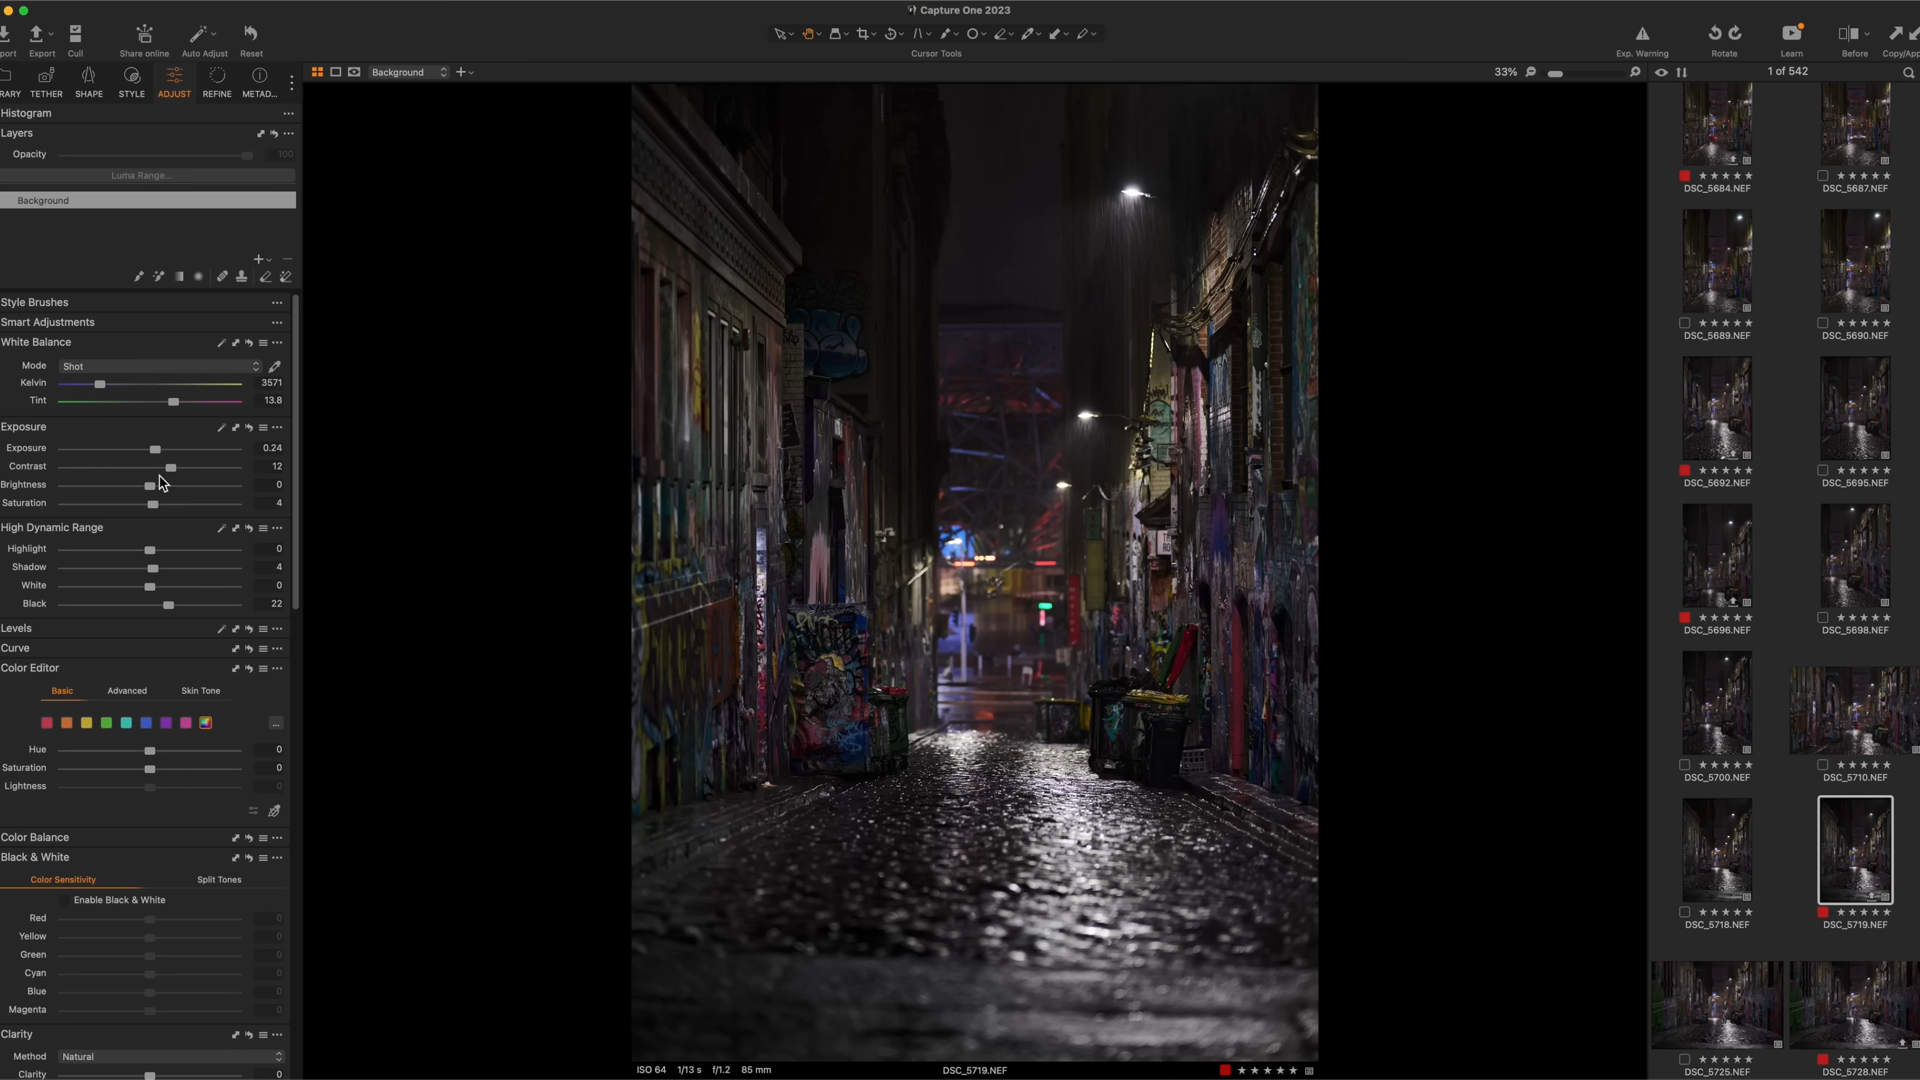 Capture One 2023
port
Export
Cull
Share online
Auto Adjust
Reset
Cursor Tools
Exp. Warning
Rotate
Learn
Before
Copy/App
RARY
TETHER
SHAPE
STYLE
ADJUST
REFINE
METAD...
Background
33%
1 of 542
Histogram
Layers
Opacity 100
Luma Range...
Background
Style Brushes
Smart Adjustments
White Balance
Mode Shot
Kelvin 3571
Tint 13.8
Exposure
Exposure 0.24
Contrast 12
Brightness 0
Saturation 4
High Dynamic Range
Highlight 0
Shadow 4
White 0
Black 22
Levels
Curve
Color Editor
Basic Advanced Skin Tone
...
Hue 0
Saturation 0
Lightness 0
Color Balance
Black & White
Color Sensitivity Split Tones
Enable Black & White
Red 0
Yellow 0
Green 0
Cyan 0
Blue 0
Magenta 0
Clarity
Method Natural
Clarity 0
ISO 64 1/13 s f/1.2 85 mm
DSC_5719.NEF
DSC_5684.NEF
DSC_5687.NEF
DSC_5689.NEF
DSC_5690.NEF
DSC_5692.NEF
DSC_5695.NEF
DSC_5696.NEF
DSC_5698.NEF
DSC_5700.NEF
DSC_5710.NEF
DSC_5718.NEF
DSC_5719.NEF
DSC_5725.NEF
DSC_5728.NEF